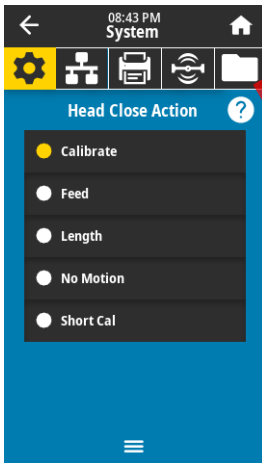 08:43 PM
System
Head Close Action
?
Calibrate
Feed
Length
No Motion
Short Cal